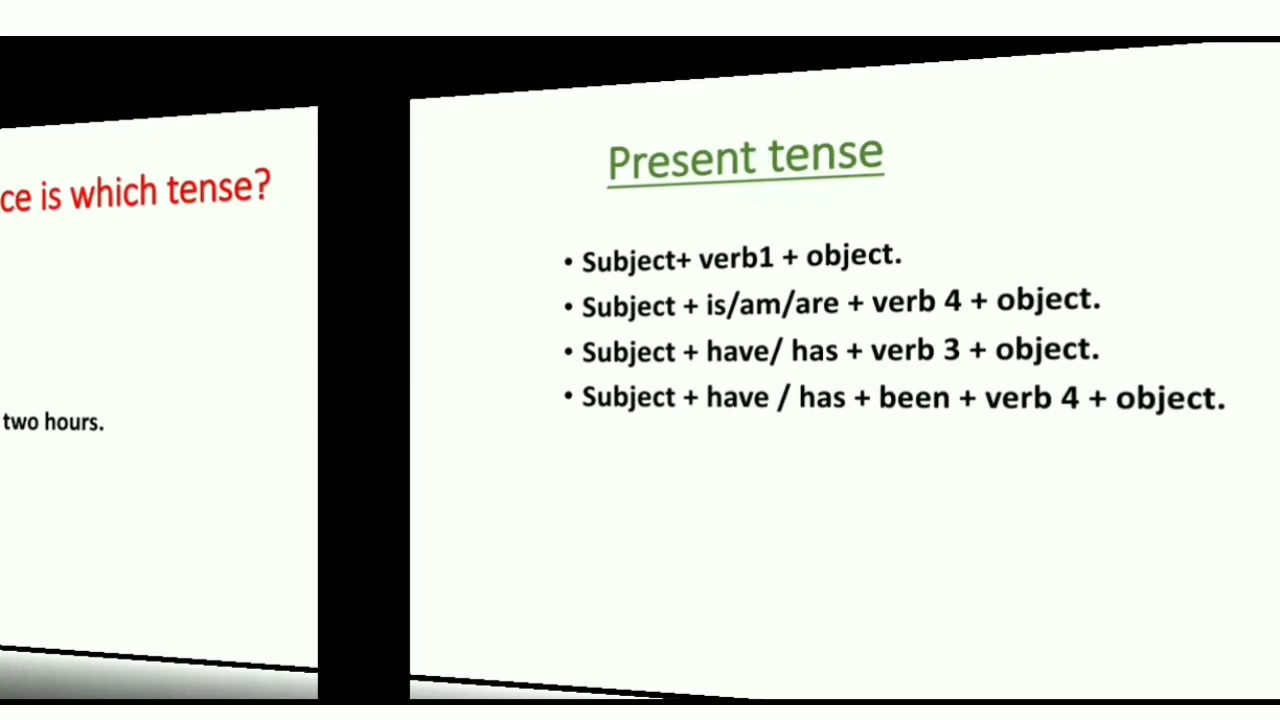 ce is which tense?
two hours.
Present tense
• Subject+ verb1 + object.
• Subject + is/am/are + verb 4 + object.
• Subject + have/ has + verb 3 + object.
• Subject + have / has + been + verb 4 + object.